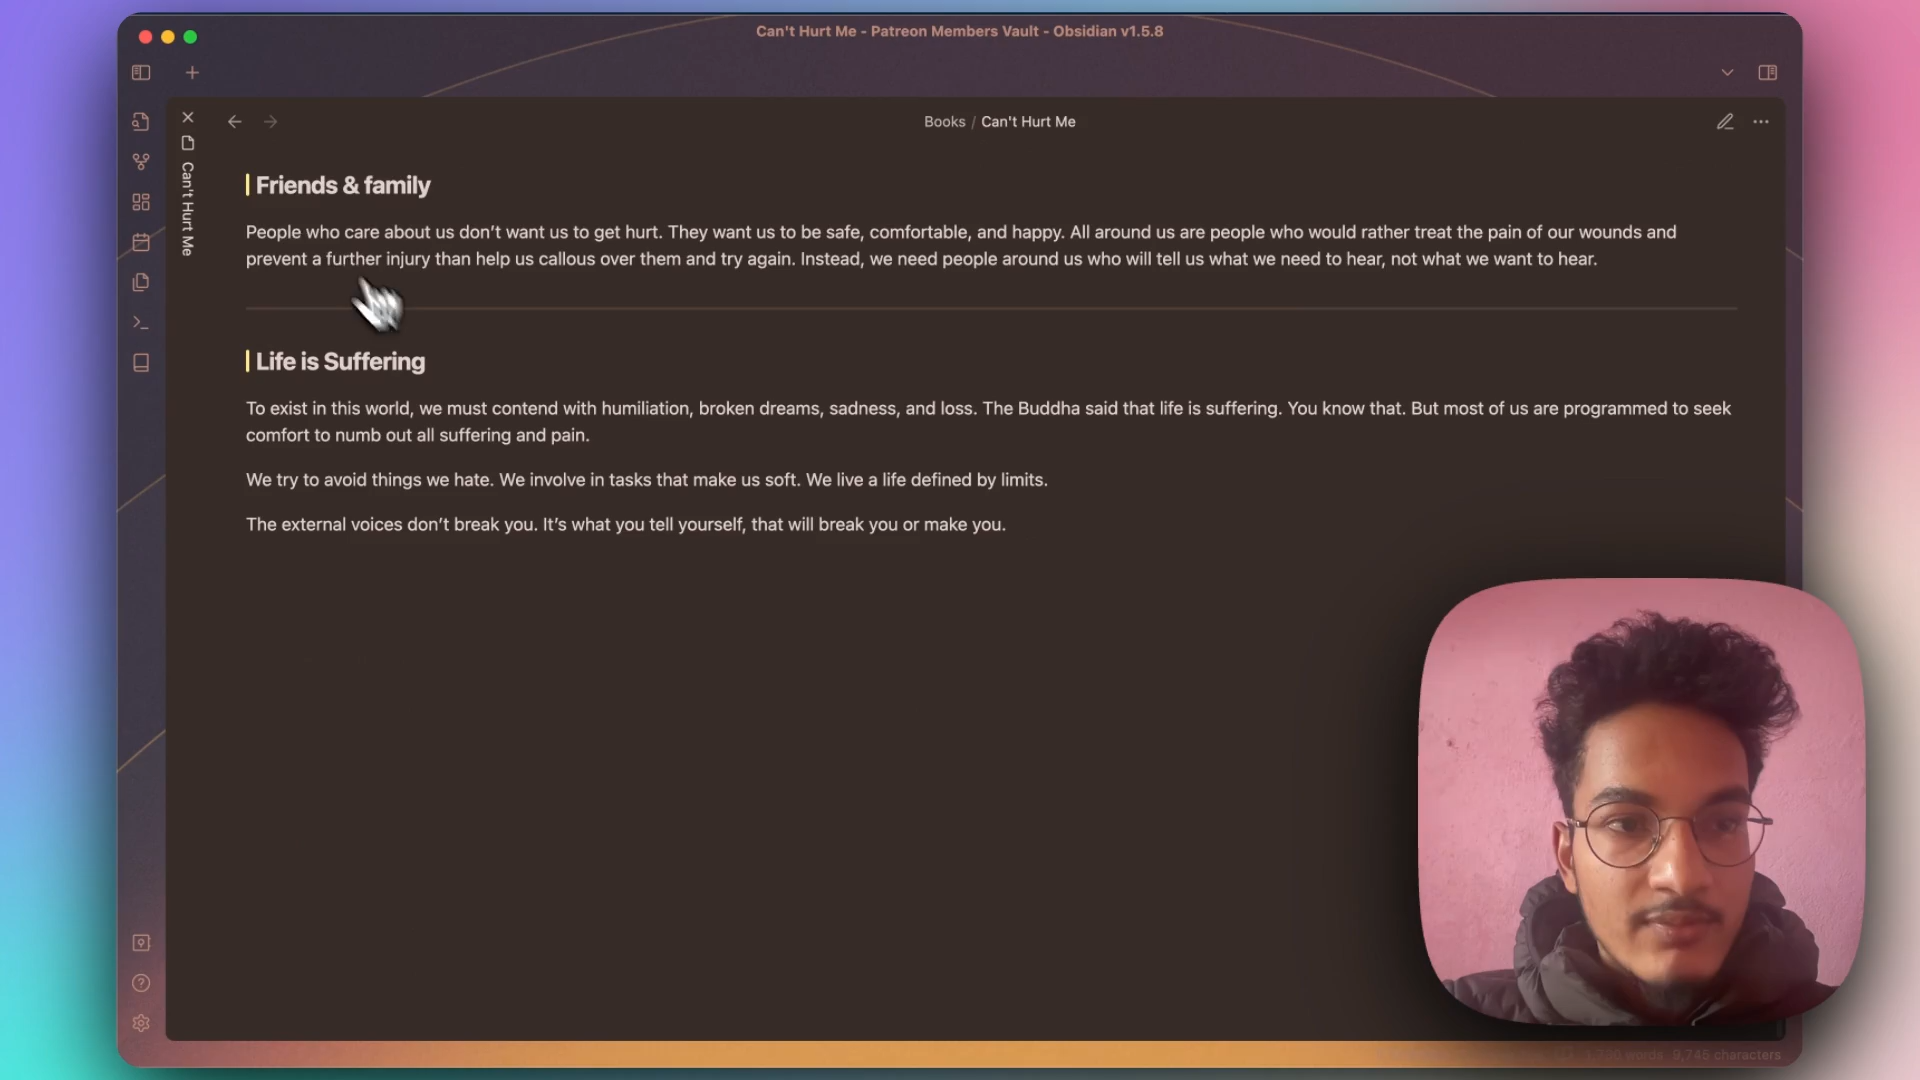 Can't Hurt Me - Patreon Members Vault - Obsidian v1.5.8
Books / Can't Hurt Me
Can't Hurt Me
Friends & family
People who care about us don’t want us to get hurt. They want us to be safe, comfortable, and happy. All around us are people who would rather treat the pain of our wounds and
prevent a further injury than help us callous over them and try again. Instead, we need people around us who will tell us what we need to hear, not what we want to hear.
Life is Suffering
To exist in this world, we must contend with humiliation, broken dreams, sadness, and loss. The Buddha said that life is suffering. You know that. But most of us are programmed to seek
comfort to numb out all suffering and pain.
We try to avoid things we hate. We involve in tasks that make us soft. We live a life defined by limits.
The external voices don’t break you. It’s what you tell yourself, that will break you or make you.
words 9,745 characters